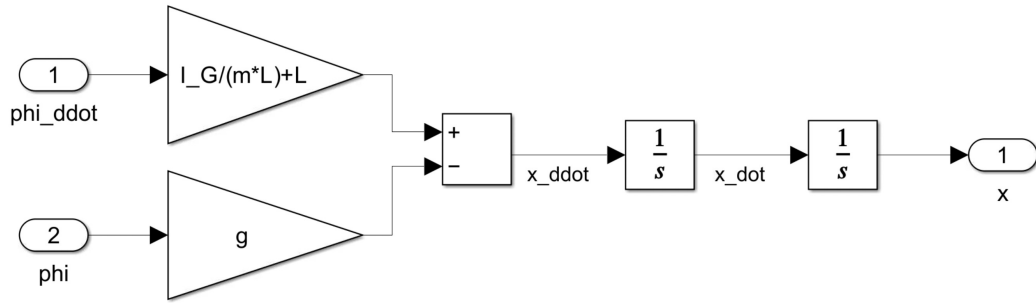 1
phi_ddot
I_G/(m*L)+L
2
phi
g
+
−
x_ddot
1
s
x_dot
1
s
1
x